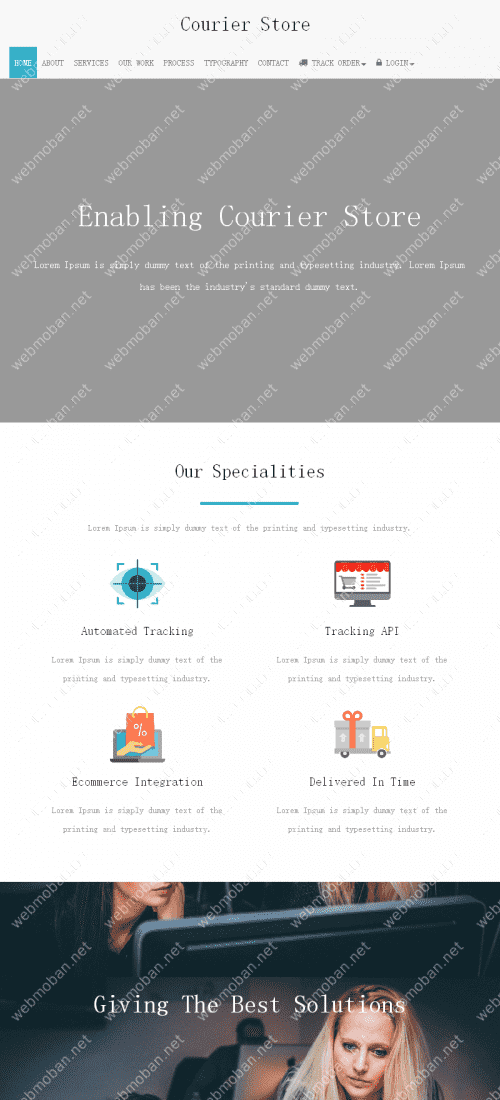 Courier Store
HOME ABOUT SERVICES OUR WORK PROCESS TYPOGRAPHY CONTACT TRACK ORDER LOGIN
Enabling Courier Store
Lorem Ipsum is simply dummy text of the printing and typesetting industry. Lorem Ipsum
has been the industry's standard dummy text.
Our Specialities
Lorem Ipsum is simply dummy text of the printing and typesetting industry.
Automated Tracking
Tracking API
Lorem Ipsum is simply dummy text of the
printing and typesetting industry.
Lorem Ipsum is simply dummy text of the
printing and typesetting industry.
%
Ecommerce Integration
Delivered In Time
Lorem Ipsum is simply dummy text of the
printing and typesetting industry.
Lorem Ipsum is simply dummy text of the
printing and typesetting industry.
Giving The Best Solutions
webmoban.net